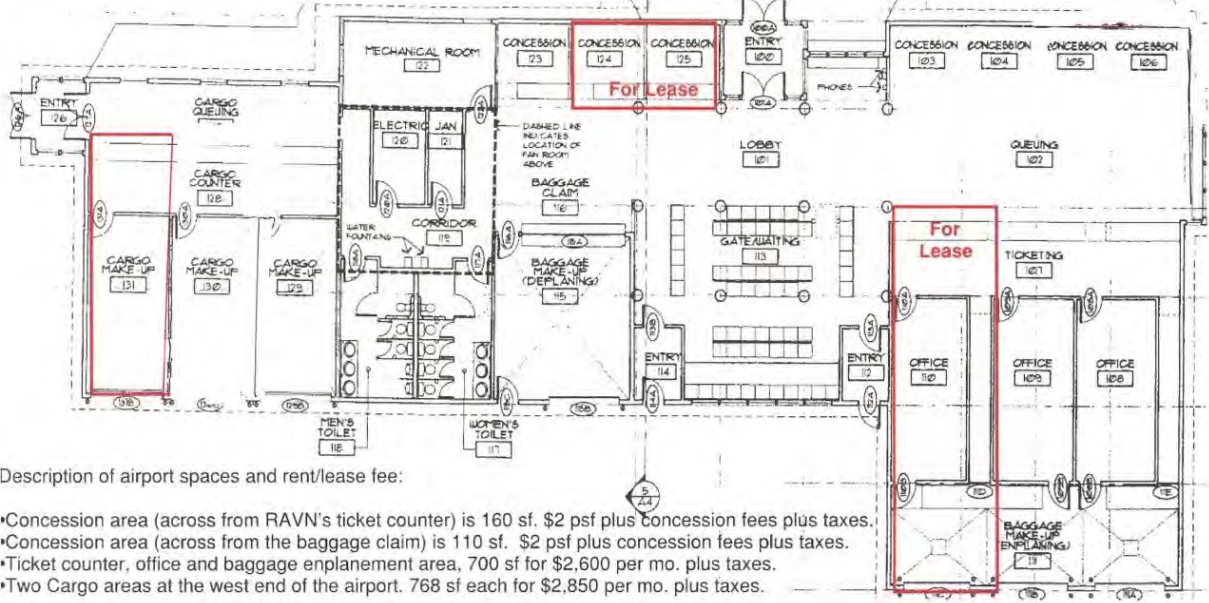 MECHANICAL ROOM
122
CONCESSION
123
CONCESSION
124
CONCESSION
125
For Lease
ENTRY
100
100A
101A
PHONES
CONCESSION
103
CONCESSION
104
CONCESSION
105
CONCESSION
106
ENTRY
126
CARGO
QUEUING
CARGO
COUNTER
128
ELECTRIC
120
JAN
121
DASHED LINE
INDICATES
LOCATION OF
FAN ROOM
ABOVE
LOBBY
101
QUEUING
102
BAGGAGE
CLAIM
116
WATER
FOUNTAINS
CORRIDOR
119
CARGO
MAKE-UP
131
CARGO
MAKE-UP
130
CARGO
MAKE-UP
129
BAGGAGE
MAKE-UP
(DEPLANING)
115
GATE/WAITING
113
For
Lease
TICKETING
107
ENTRY
114
ENTRY
112
OFFICE
110
OFFICE
109
OFFICE
108
131B
129B
115B
MEN'S
TOILET
118
WOMEN'S
TOILET
117
5
A4
BAGGAGE
MAKE-UP
(ENPLANING)
111
Description of airport spaces and rent/lease fee:
•Concession area (across from RAVN's ticket counter) is 160 sf. $2 psf plus concession fees plus taxes.
•Concession area (across from the baggage claim) is 110 sf. $2 psf plus concession fees plus taxes.
•Ticket counter, office and baggage enplanement area, 700 sf for $2,600 per mo. plus taxes.
•Two Cargo areas at the west end of the airport. 768 sf each for $2,850 per mo. plus taxes.